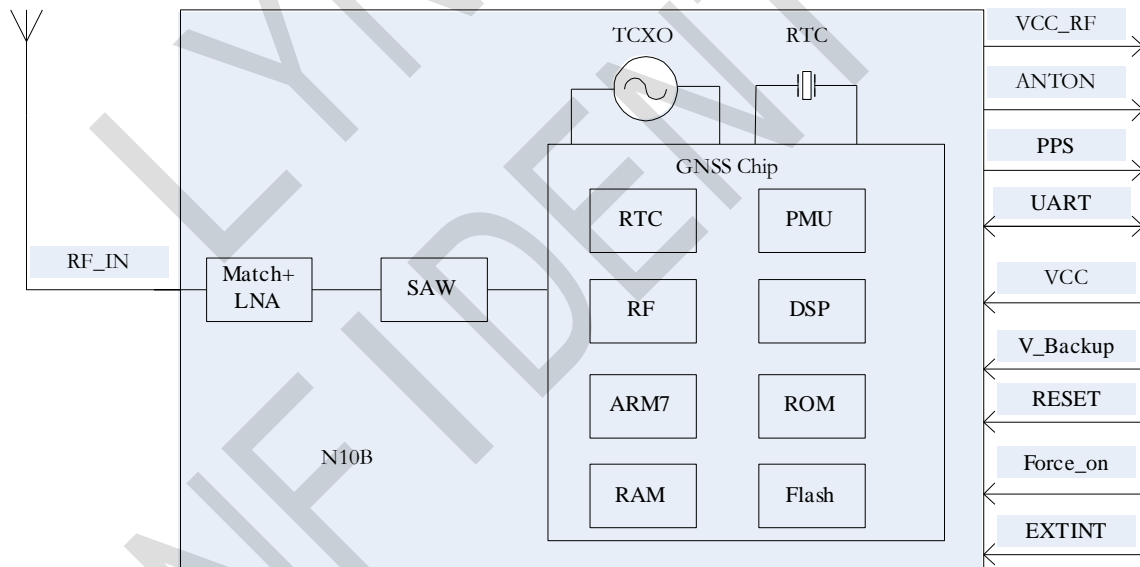 TCXO
RTC
VCC_RF
ANTON
PPS
UART
GNSS Chip
RTC
PMU
RF_IN
Match+
LNA
SAW
VCC
RF
DSP
V_Backup
RESET
ARM7
ROM
N10B
Force_on
RAM
Flash
EXTINT